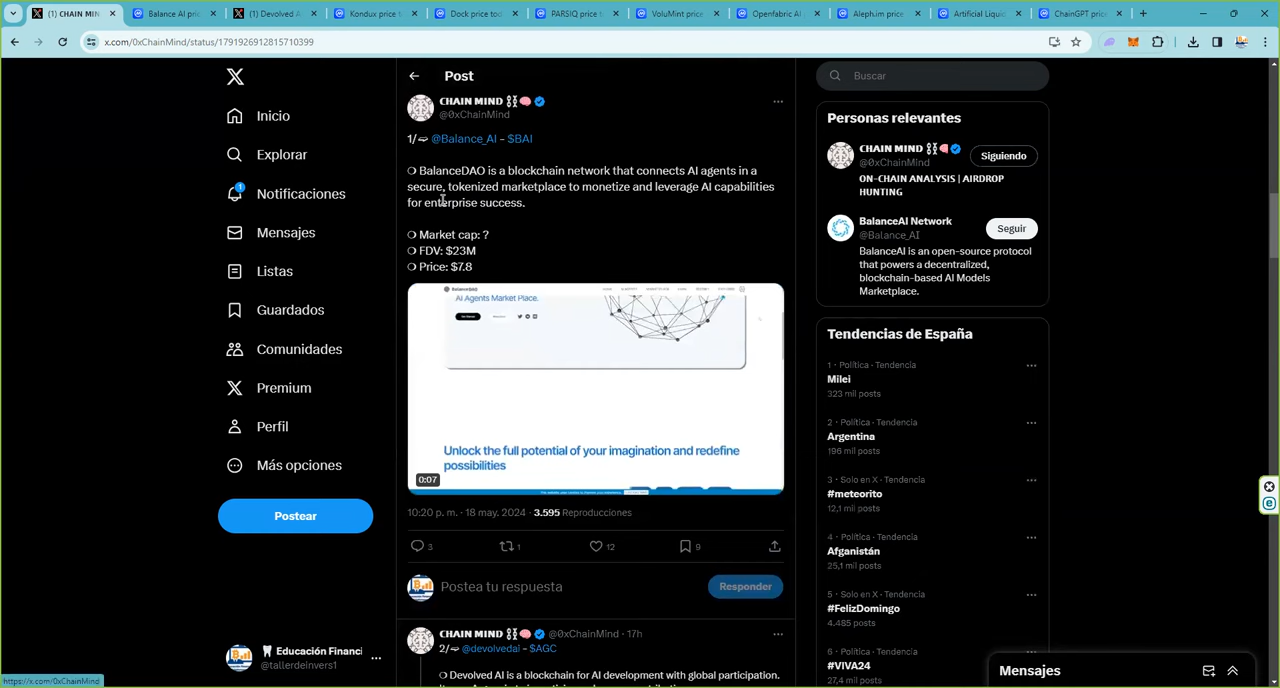 (1) CHAIN MIN
Balance AI pric
(1) Devolved A
Kondux price t
Dock price tod
PARSIQ price t
VoluMint price
Openfabric AI
Aleph.im price
Artificial Liquid
ChainGPT price
x.com/0xChainMind/status/1791926912815710399
Inicio
Explorar
1
Notificaciones
Mensajes
Listas
Guardados
Comunidades
Premium
Perfil
Más opciones
Postear
Educación Financi
@tallerdeinvers1
https://x.com/0xChainMind
Post
CHAIN MIND ⛓🧠
@0xChainMind
1/➫ @Balance_AI - $BAI
❍ BalanceDAO is a blockchain network that connects AI agents in a
secure, tokenized marketplace to monetize and leverage AI capabilities
for enterprise success.
❍ Market cap: ?
❍ FDV: $23M
❍ Price: $7.8
BalanceDAO
AI Agents Market Place.
Unlock the full potential of your imagination and redefine
possibilities
0:07
10:20 p. m. · 18 may. 2024 · 3.595 Reproducciones
3
1
12
9
Postea tu respuesta
Responder
CHAIN MIND ⛓🧠 @0xChainMind · 17h
2/➫ @devolvedai - $AGC
❍ Devolved AI is a blockchain for AI development with global participation.
Buscar
Personas relevantes
CHAIN MIND ⛓🧠
@0xChainMind
Siguiendo
ON-CHAIN ANALYSIS | AIRDROP
HUNTING
BalanceAI Network
@Balance_AI
Seguir
BalanceAI is an open-source protocol
that powers a decentralized,
blockchain-based AI Models
Marketplace.
Tendencias de España
1 · Política · Tendencia
Milei
323 mil posts
2 · Política · Tendencia
Argentina
196 mil posts
3 · Solo en X · Tendencia
#meteorito
12,1 mil posts
4 · Política · Tendencia
Afganistán
25,1 mil posts
5 · Solo en X · Tendencia
#FelizDomingo
4.485 posts
6 · Política · Tendencia
#VIVA24
27,4 mil posts
Mensajes